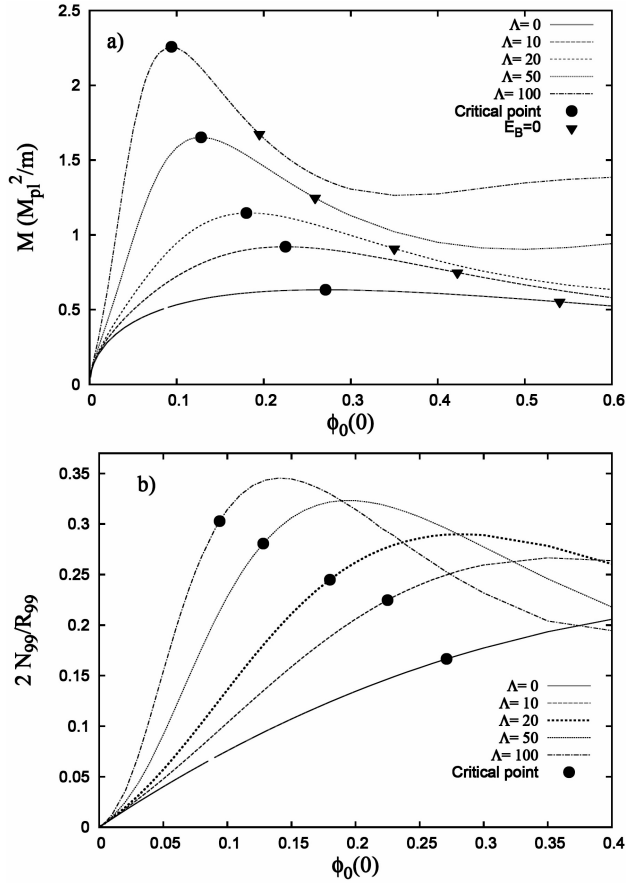 a)
M (M_pl^2/m)
2.5
2
1.5
1
0.5
0
0 0.1 0.2 0.3 0.4 0.5 0.6
ϕ_0(0)
Λ= 0
Λ= 10
Λ= 20
Λ= 50
Λ= 100
Critical point
E_B=0
b)
2 N_99/R_99
0.35
0.3
0.25
0.2
0.15
0.1
0.05
0
0 0.05 0.1 0.15 0.2 0.25 0.3 0.35 0.4
ϕ_0(0)
Λ= 0
Λ= 10
Λ= 20
Λ= 50
Λ= 100
Critical point